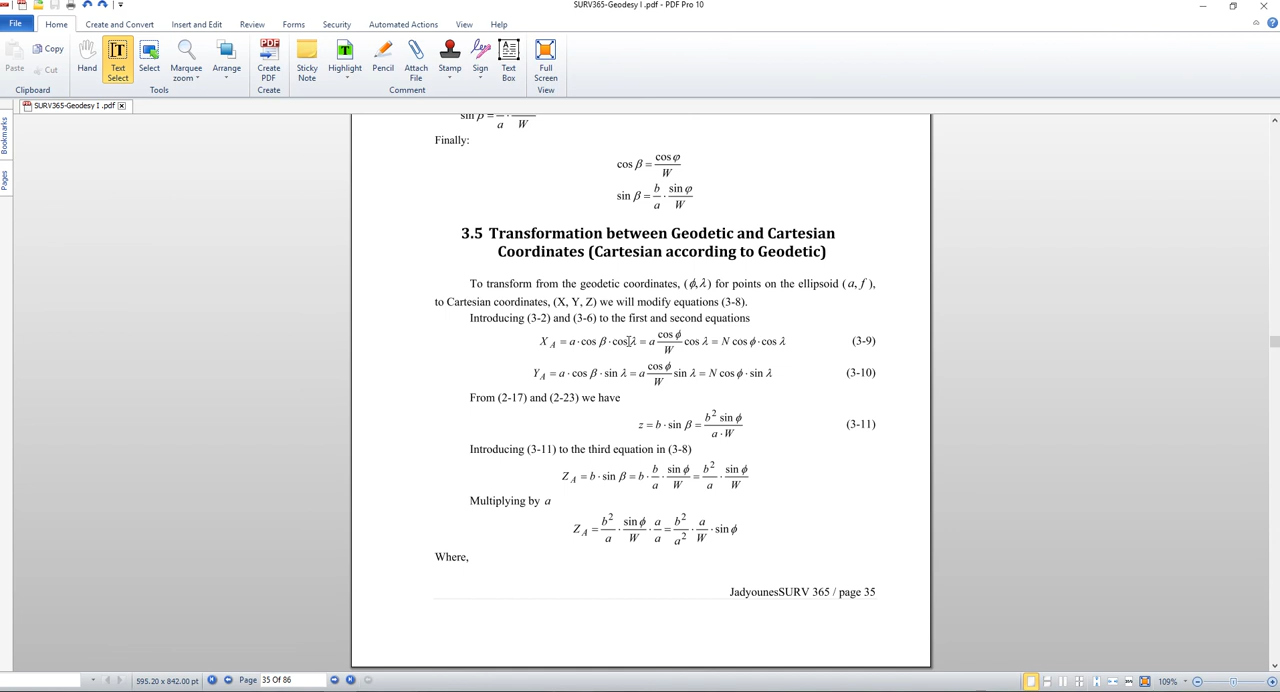 SURV365-Geodesy I .pdf - PDF Pro 10
File Home Create and Convert Insert and Edit Review Forms Security Automated Actions View Help
Paste Copy Cut Hand Text Select Select Marquee zoom Arrange Create PDF Sticky Note Highlight Pencil Attach File Stamp Sign Text Box Full Screen
Clipboard Tools Create Comment View
SURV365-Geodesy I .pdf
Bookmarks
Pages
sin β = — · —
a W
Finally:
cos β = cos φ / W
sin β = b/a · sin φ / W
3.5 Transformation between Geodetic and Cartesian
Coordinates (Cartesian according to Geodetic)
To transform from the geodetic coordinates, (ϕ,λ) for points on the ellipsoid (a, f),
to Cartesian coordinates, (X, Y, Z) we will modify equations (3-8).
Introducing (3-2) and (3-6) to the first and second equations
X_A = a · cos β · cos λ = a cos ϕ / W cos λ = N cos ϕ · cos λ (3-9)
Y_A = a · cos β · sin λ = a cos ϕ / W sin λ = N cos ϕ · sin λ (3-10)
From (2-17) and (2-23) we have
z = b · sin β = b² sin ϕ / a · W (3-11)
Introducing (3-11) to the third equation in (3-8)
Z_A = b · sin β = b · b/a · sin ϕ / W = b²/a · sin ϕ / W
Multiplying by a
Z_A = b²/a · sin ϕ / W · a/a = b²/a² · a/W · sin ϕ
Where,
JadyounesSURV 365 / page 35
595.20 x 842.00 pt Page 35 Of 86 109%